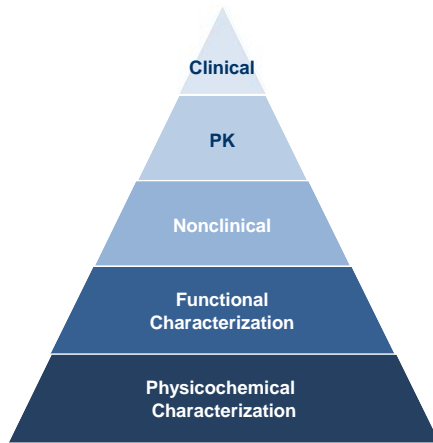 Clinical
PK
Nonclinical
Functional
Characterization
Physicochemical
Characterization